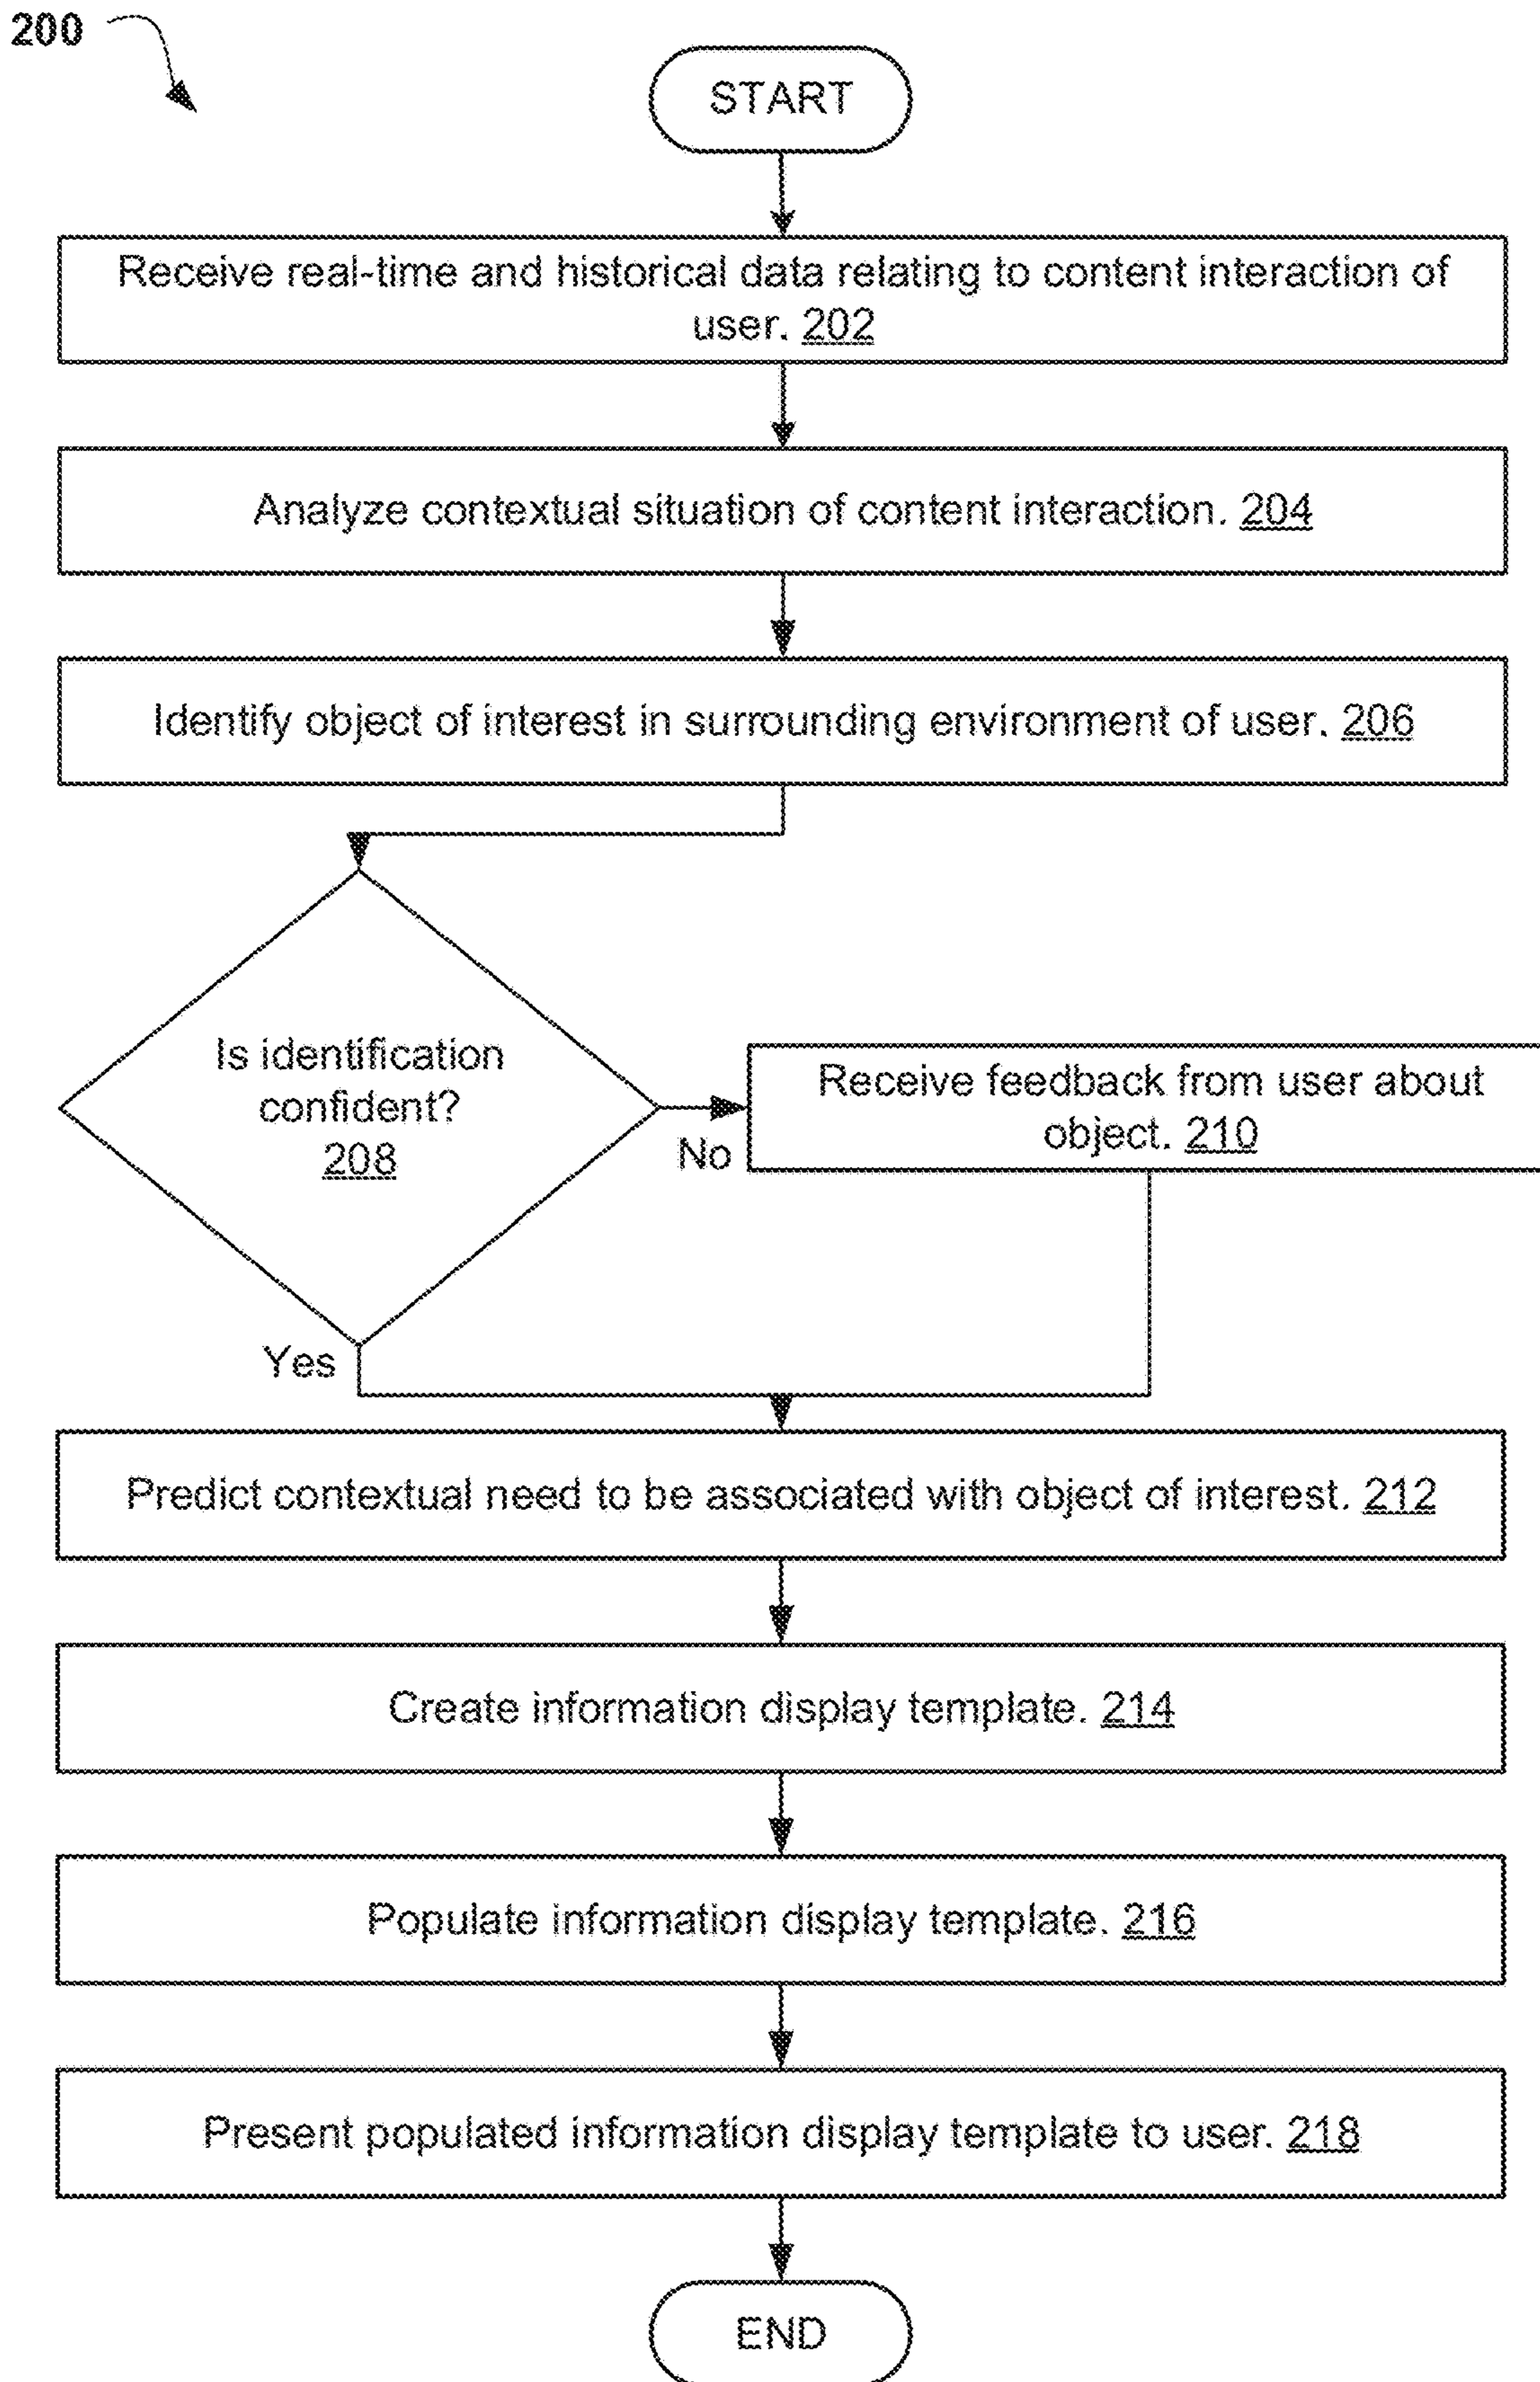 200
START
Receive real-time and historical data relating to content interaction of
user. 202
Analyze contextual situation of content interaction. 204
Identify object of interest in surrounding environment of user. 206
Is identification
confident?
208
No
Receive feedback from user about
object. 210
Yes
Predict contextual need to be associated with object of interest. 212
Create information display template. 214
Populate information display template. 216
Present populated information display template to user. 218
END